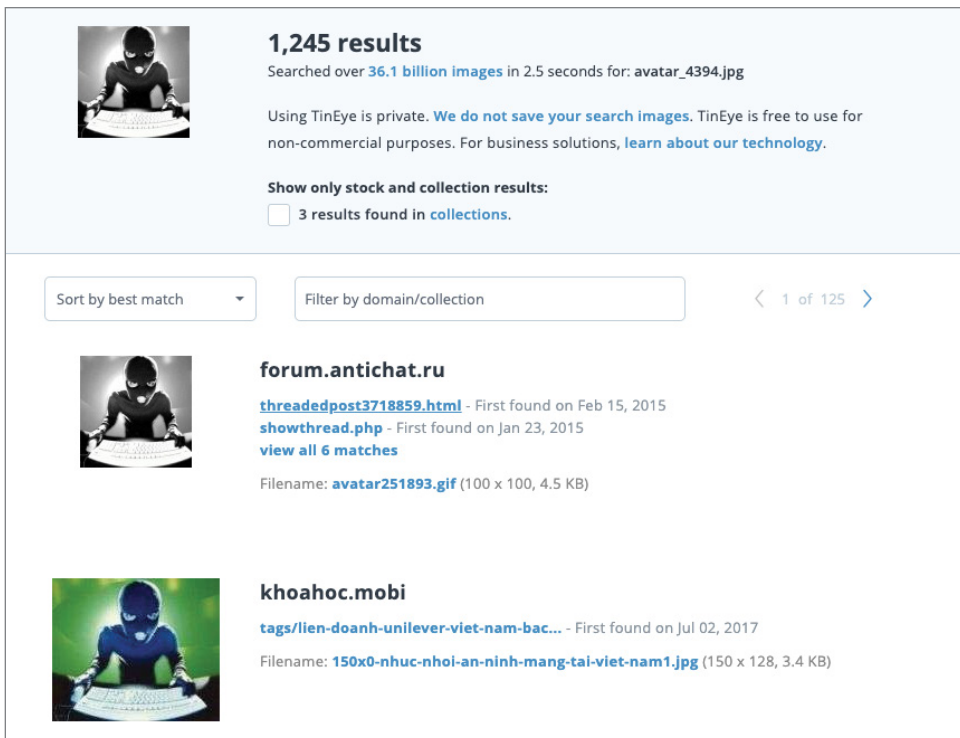 1,245 results
Searched over 36.1 billion images in 2.5 seconds for: avatar_4394.jpg
Using TinEye is private. We do not save your search images. TinEye is free to use for
non-commercial purposes. For business solutions, learn about our technology.
Show only stock and collection results:
3 results found in collections.
Sort by best match
Filter by domain/collection
1 of 125
forum.antichat.ru
threadedpost3718859.html - First found on Feb 15, 2015
showthread.php - First found on Jan 23, 2015
view all 6 matches
Filename: avatar251893.gif (100 x 100, 4.5 KB)
khoahoc.mobi
tags/lien-doanh-unilever-viet-nam-bac... - First found on Jul 02, 2017
Filename: 150x0-nhuc-nhoi-an-ninh-mang-tai-viet-nam1.jpg (150 x 128, 3.4 KB)